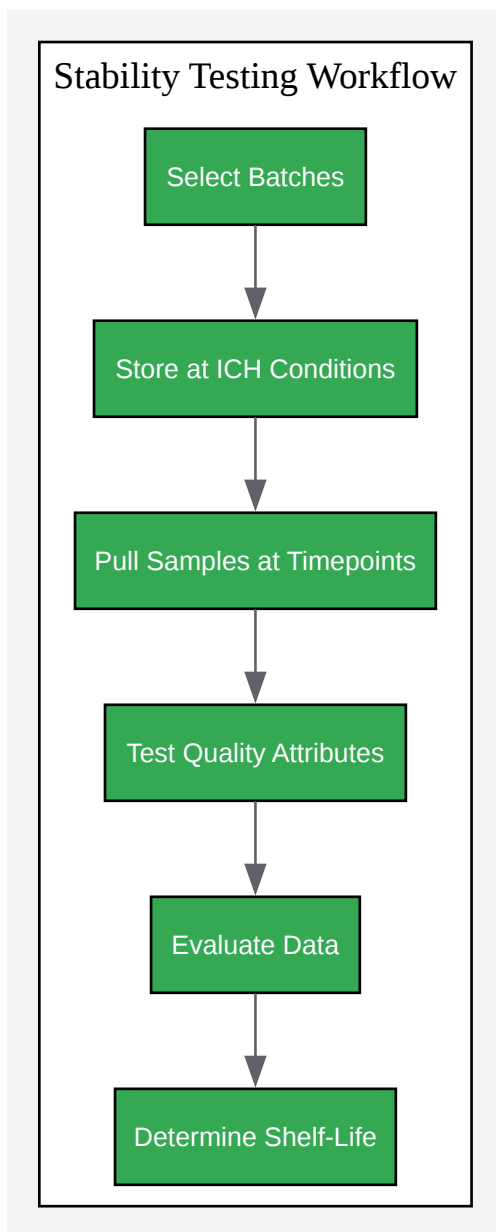 Stability Testing Workflow
Select Batches
Store at ICH Conditions
Pull Samples at Timepoints
Test Quality Attributes
Evaluate Data
Determine Shelf-Life